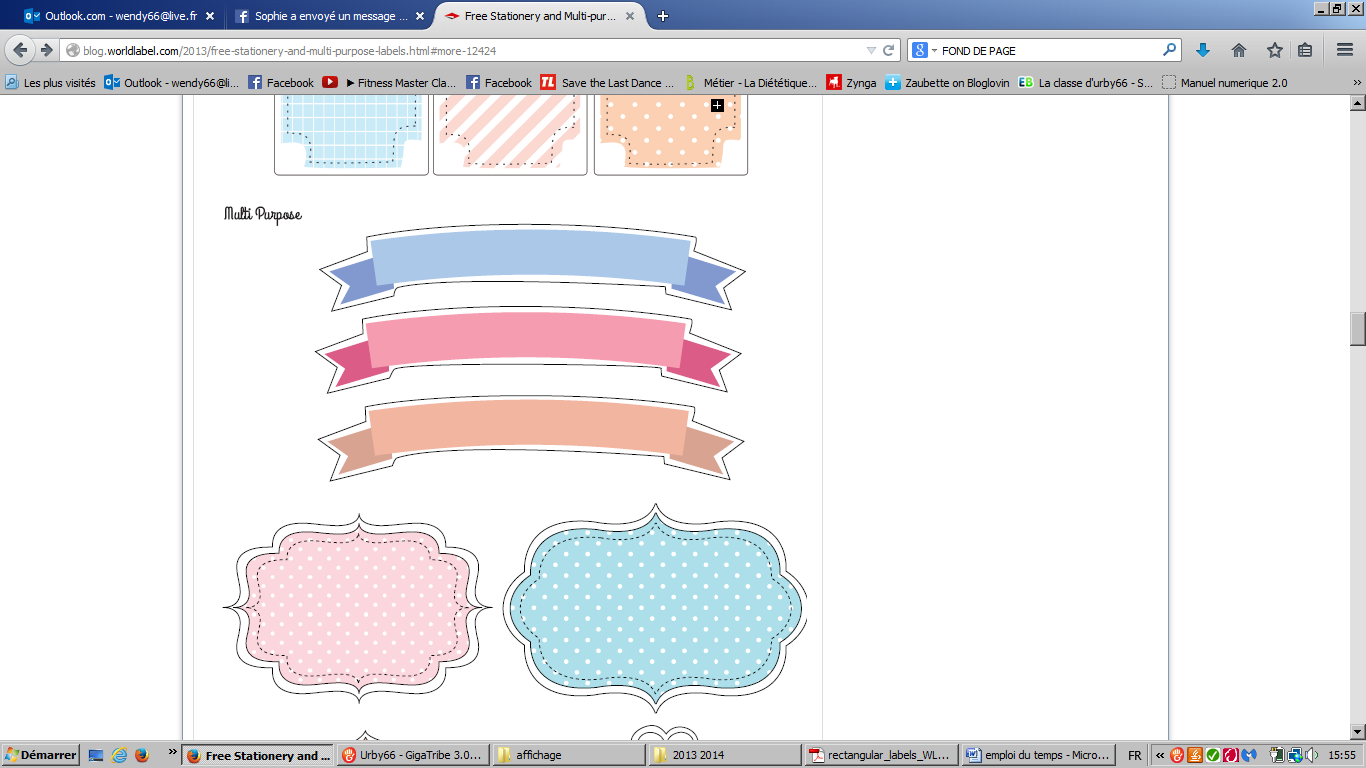 Outlook.com - wendy66@live.fr
Sophie a envoyé un message ...
Free Stationery and Multi-pur...
blog.worldlabel.com/2013/free-stationery-and-multi-purpose-labels.html#more-12424
FOND DE PAGE
Les plus visités
Outlook - wendy66@li...
Facebook
Fitness Master Cla...
Facebook
Save the Last Dance ...
Métier - La Diététique...
Zynga
Zaubette on Bloglovin
La classe d'urby66 - S...
Manuel numerique 2.0
Multi Purpose
Démarrer
Free Stationery and ...
Urby66 - GigaTribe 3.0...
affichage
2013 2014
rectangular_labels_WL...
emploi du temps - Micro...
FR
15:55